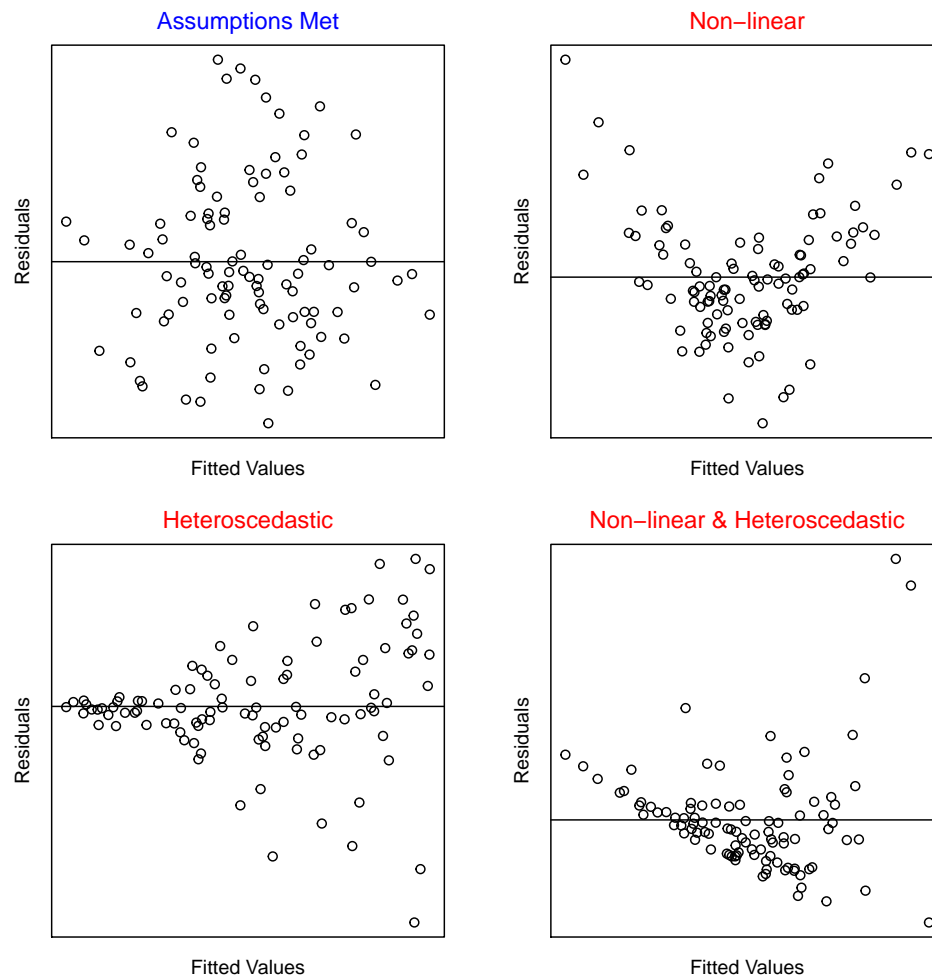 Assumptions Met
Non−linear
Residuals
Residuals
Fitted Values
Fitted Values
Heteroscedastic
Non−linear & Heteroscedastic
Residuals
Residuals
Fitted Values
Fitted Values